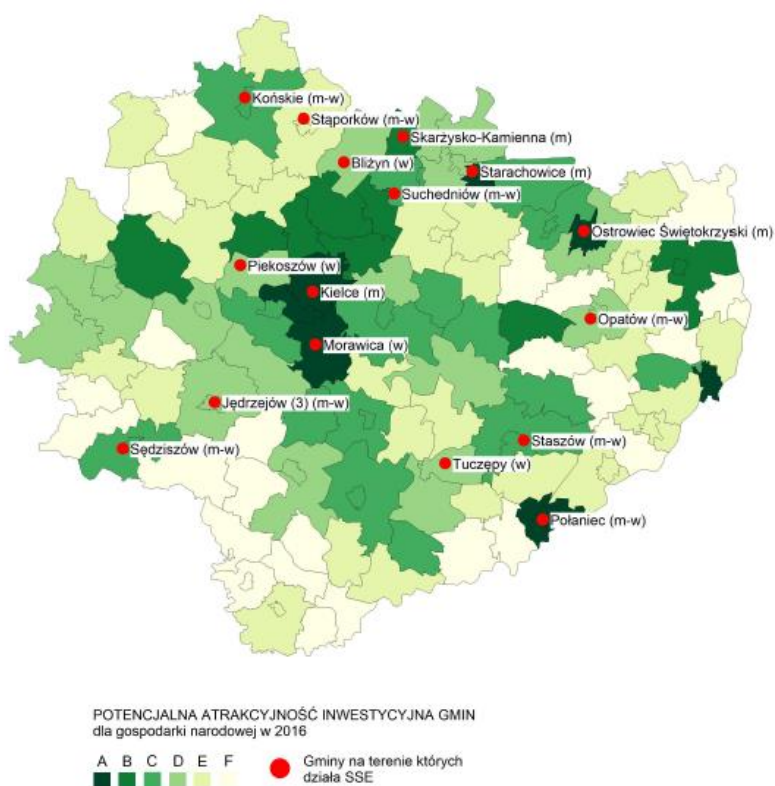 Końskie (m-w)
Stąporków (m-w)
Skarżysko-Kamienna (m)
Bliżyn (w)
Starachowice (m)
Suchedniów (m-w)
Ostrowiec Świętokrzyski (m)
Piekoszów (w)
Kielce (m)
Opatów (m-w)
Morawica (w)
Jędrzejów (3) (m-w)
Staszów (m-w)
Sędziszów (m-w)
Tuczępy (w)
Połaniec (m-w)
POTENCJALNA ATRAKCYJNOŚĆ INWESTYCYJNA GMIN
dla gospodarki narodowej w 2016
A B C D E F
Gminy na terenie których
działa SSE